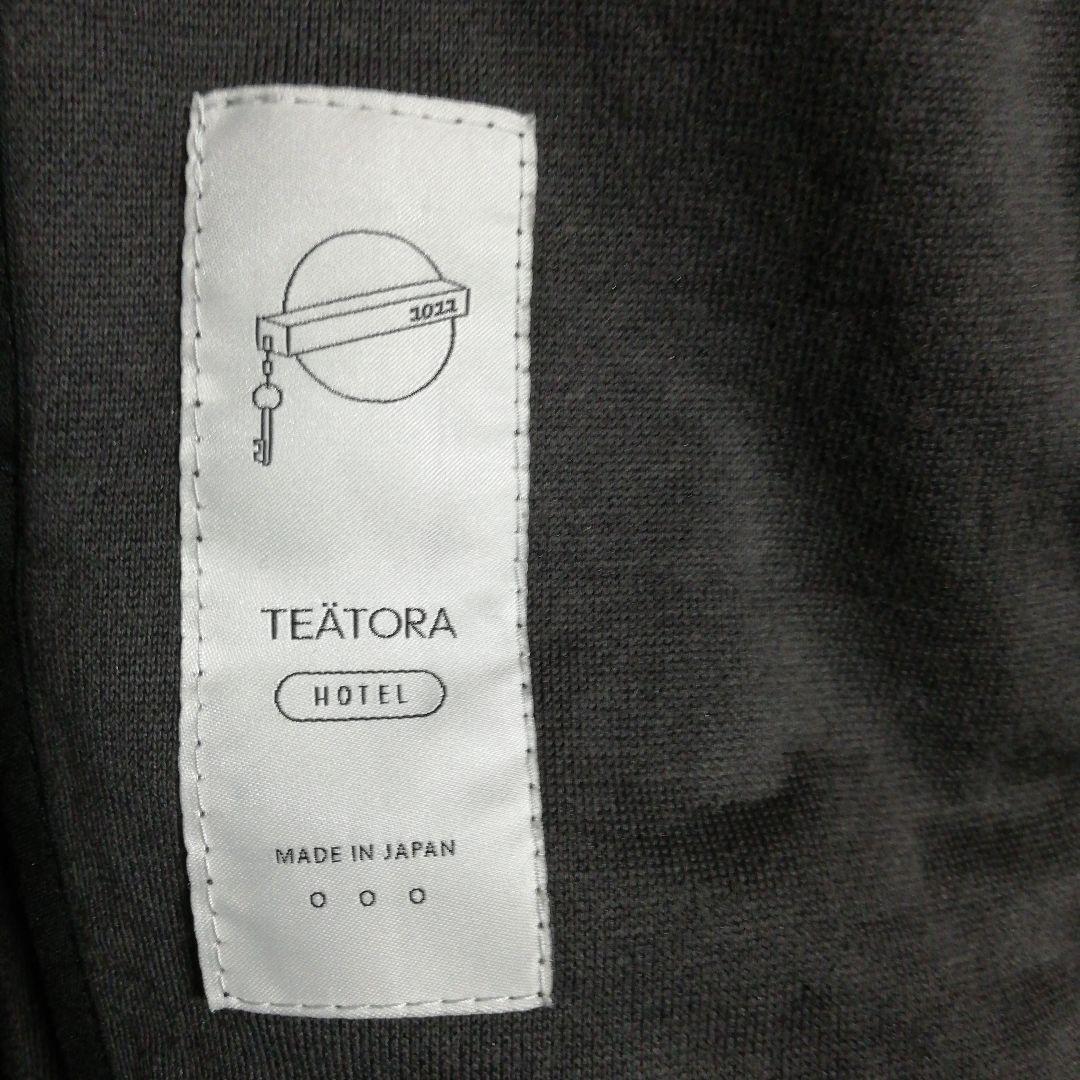 1011
TEÄTORA
HOTEL
MADE IN JAPAN
O O O